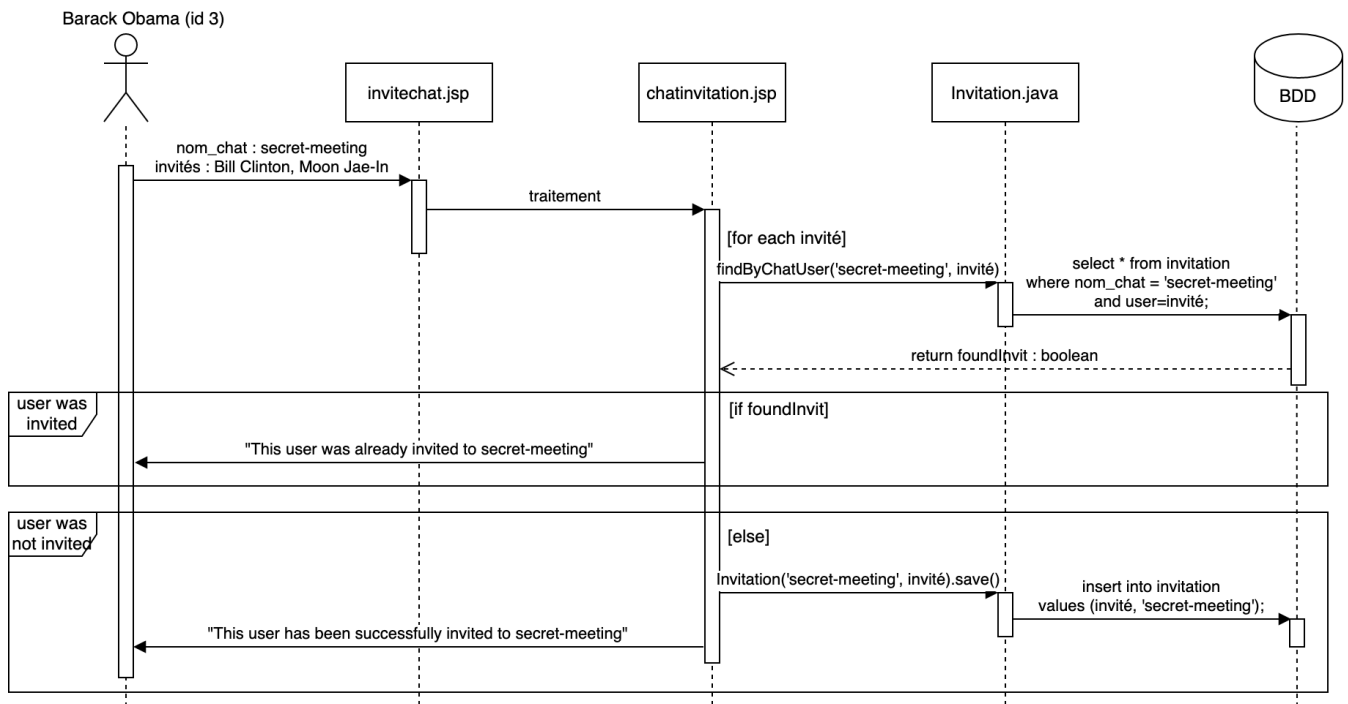 Barack Obama (id 3)
invitechat.jsp
chatinvitation.jsp
Invitation.java
BDD
nom_chat : secret-meeting
invités : Bill Clinton, Moon Jae-In
traitement
[for each invité]
findByChatUser('secret-meeting', invité)
select * from invitation
where nom_chat = 'secret-meeting'
and user=invité;
return foundInvit : boolean
user was
invited
[if foundInvit]
"This user was already invited to secret-meeting"
user was
not invited
[else]
Invitation('secret-meeting', invité).save()
insert into invitation
values (invité, 'secret-meeting');
"This user has been successfully invited to secret-meeting"